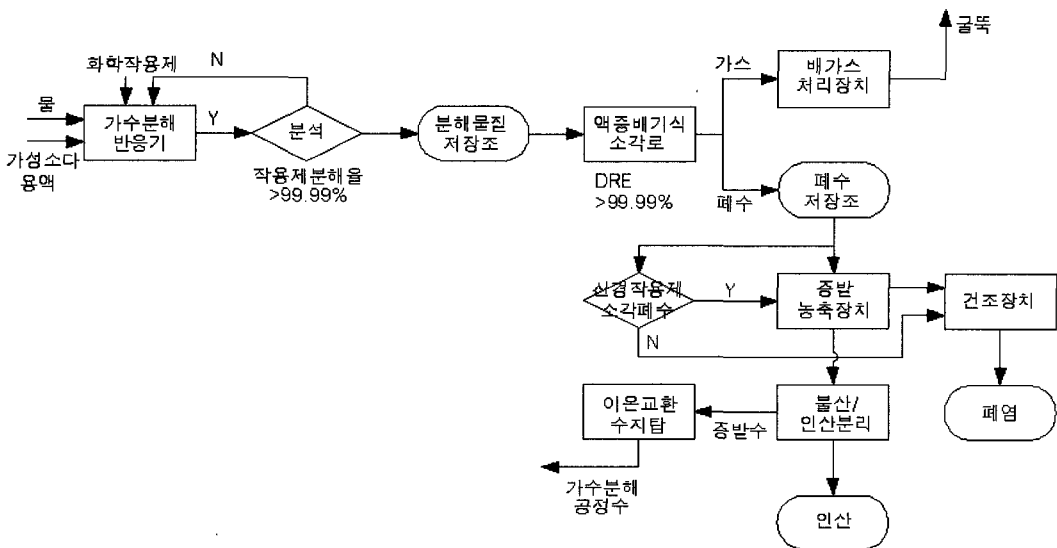 굴뚝
화학작용제
N
가스
배가스
처리장치
물
가수분해
반응기
Y
분석
분해물질
저장조
액중배기식
소각로
가성소다
용액
작용제분해율
>99.99%
DRE
>99.99%
폐수
폐수
저장조
신경작용제
소각폐수
Y
증발
농축장치
건조장치
N
이온교환
수지탑
증발수
불산/
인산분리
폐염
가수분해
공정수
인산